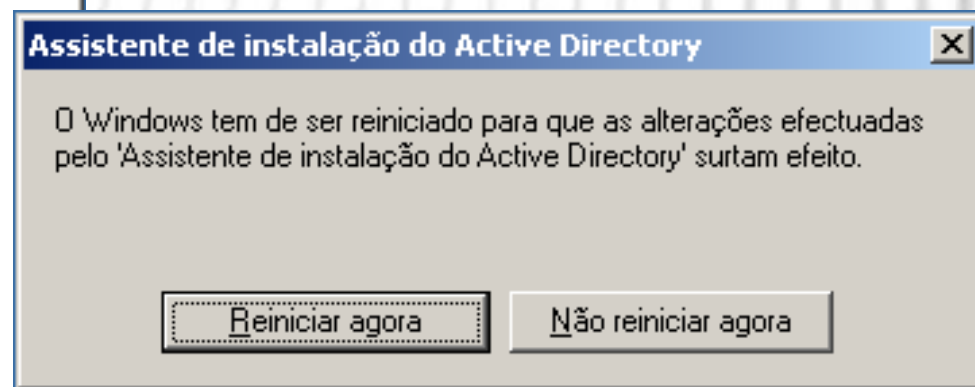 Assistente de instalação do Active Directory
O Windows tem de ser reiniciado para que as alterações efectuadas
pelo 'Assistente de instalação do Active Directory' surtam efeito.
Reiniciar agora
Não reiniciar agora